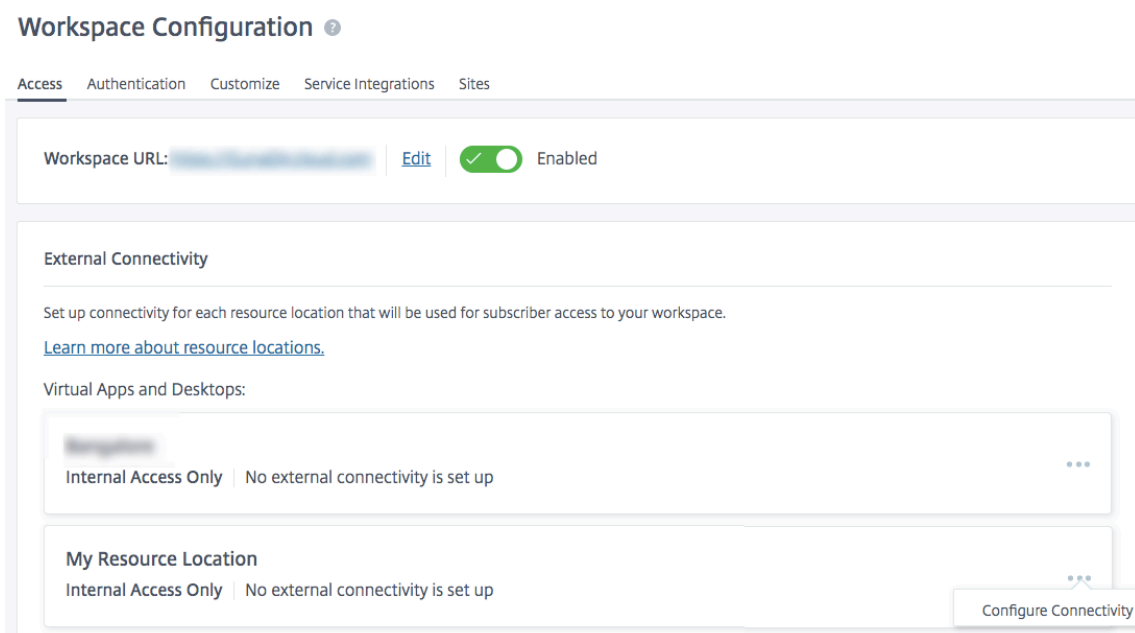 Workspace Configuration ?
Access Authentication Customize Service Integrations Sites
Workspace URL: Edit Enabled
External Connectivity
Set up connectivity for each resource location that will be used for subscriber access to your workspace.
Learn more about resource locations.
Virtual Apps and Desktops:
Internal Access Only No external connectivity is set up
My Resource Location
Internal Access Only No external connectivity is set up
Configure Connectivity